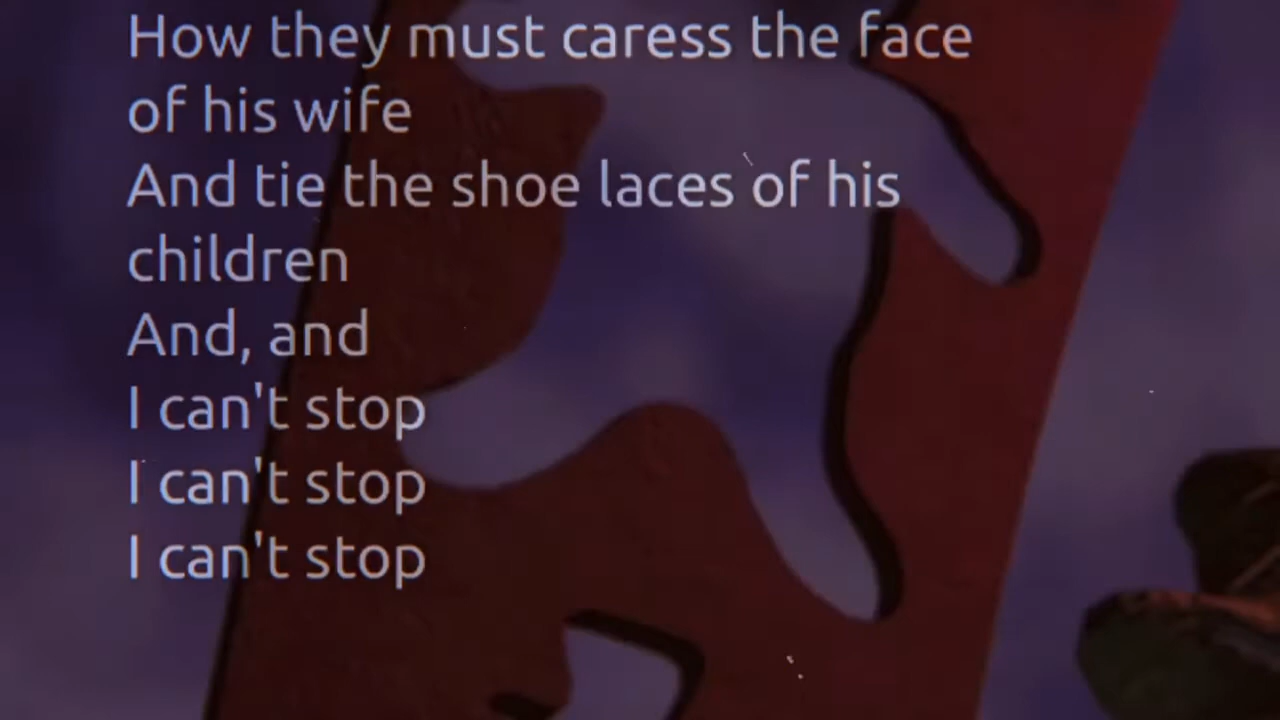 How they must caress the face
of his wife
And tie the shoe laces of his
children
And, and
I can't stop
I can't stop
I can't stop